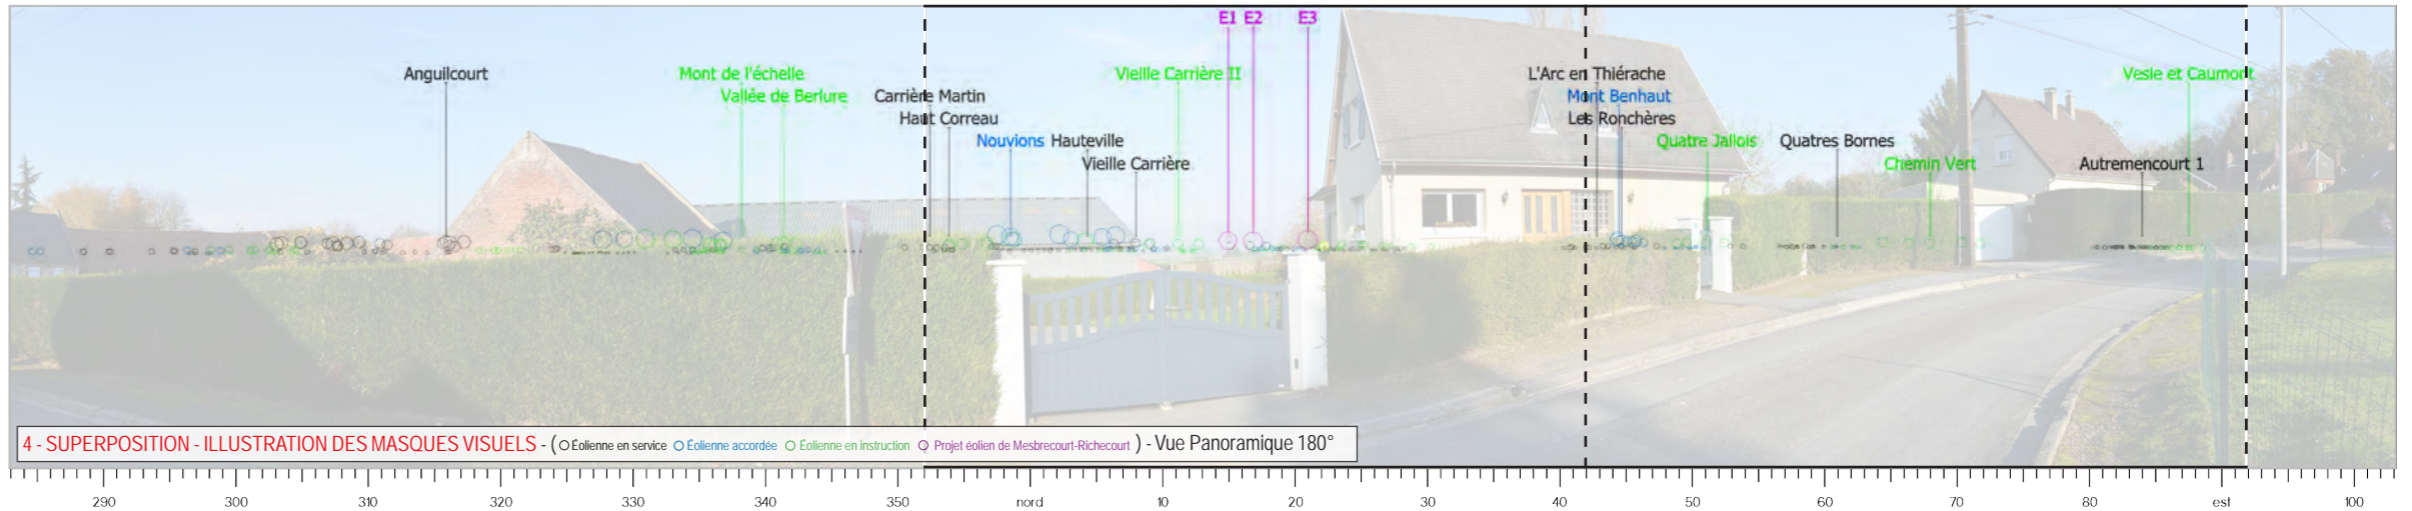 E1 E2 E3
Anguilcourt Mont de l'échelle Vieille Carrière II L'Arc en Thiérache Vesle et Caumont
Vallée de Berlure Carrière Martin Mont Benhaut
Haut Correau Les Ronchères
Nouvions Hauteville Quatre Jallois Quatres Bornes
Vieille Carrière Chemin Vert Autremencourt 1
4 - SUPERPOSITION - ILLUSTRATION DES MASQUES VISUELS - ( Éolienne en service Éolienne accordée Éolienne en instruction Projet éolien de Mesbrecourt-Richecourt ) - Vue Panoramique 180°
290 300 310 320 330 340 350 nord 10 20 30 40 50 60 70 80 est 100